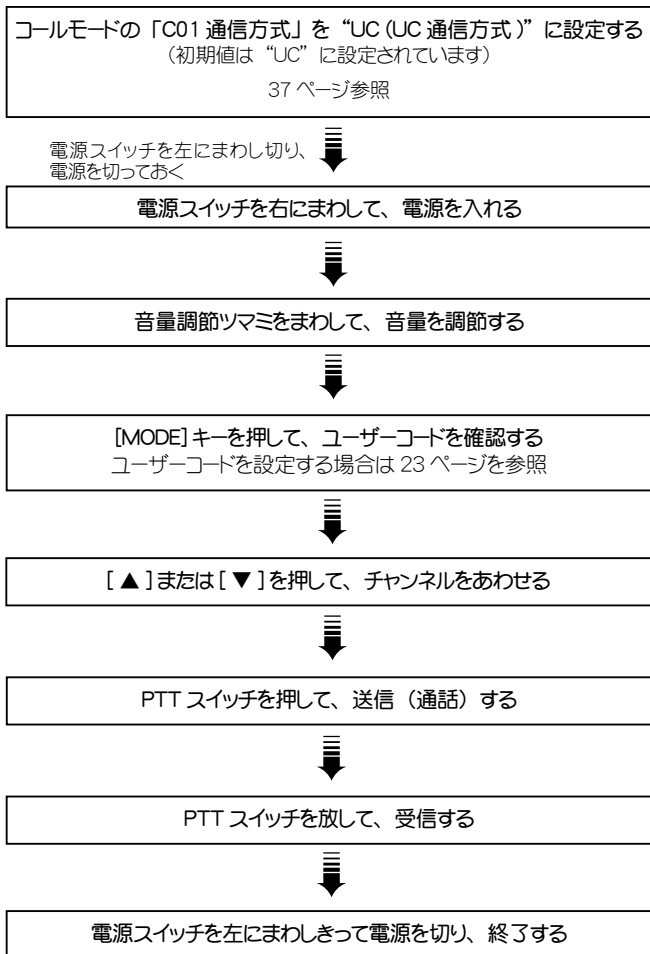 コールモードの「C01 通信方式」を“UC (UC 通信方式)”に設定する
（初期値は“UC”に設定されています）
37 ページ参照
電源スイッチを左にまわし切り、
電源を切っておく
電源スイッチを右にまわして、電源を入れる
音量調節ツマミをまわして、音量を調節する
[MODE] キーを押して、ユーザーコードを確認する
ユーザーコードを設定する場合は 23 ページを参照
[ ▲ ] または [ ▼ ] を押して、チャンネルをあわせる
PTT スイッチを押して、送信（通話）する
PTT スイッチを放して、受信する
電源スイッチを左にまわしきって電源を切り、終了する